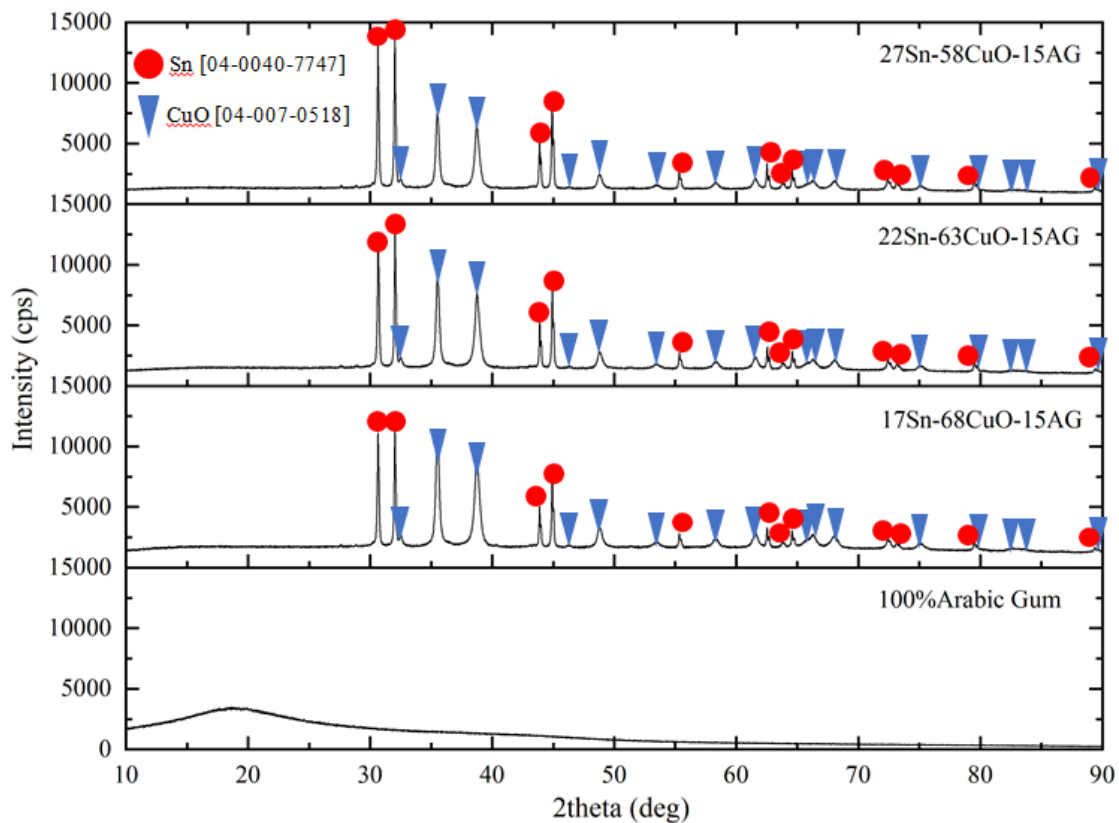 15000
27Sn-58CuO-15AG
Sn [04-0040-7747]
10000
CuO [04-007-0518]
5000
15000
22Sn-63CuO-15AG
10000
5000
15000
17Sn-68CuO-15AG
10000
5000
15000
100%Arabic Gum
10000
5000
0
10 20 30 40 50 60 70 80 90
2theta (deg)
Intensity (cps)